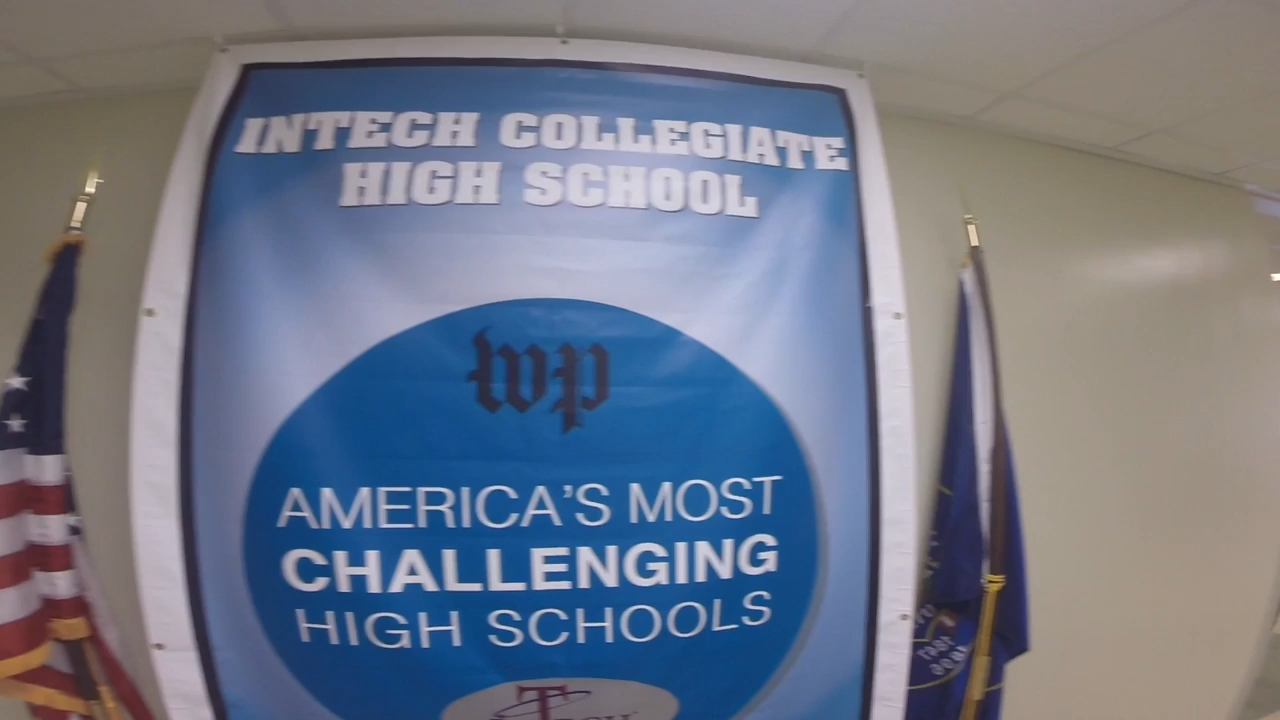 INTECH COLLEGIATE
HIGH SCHOOL
wp
AMERICA'S MOST
CHALLENGING
HIGH SCHOOLS